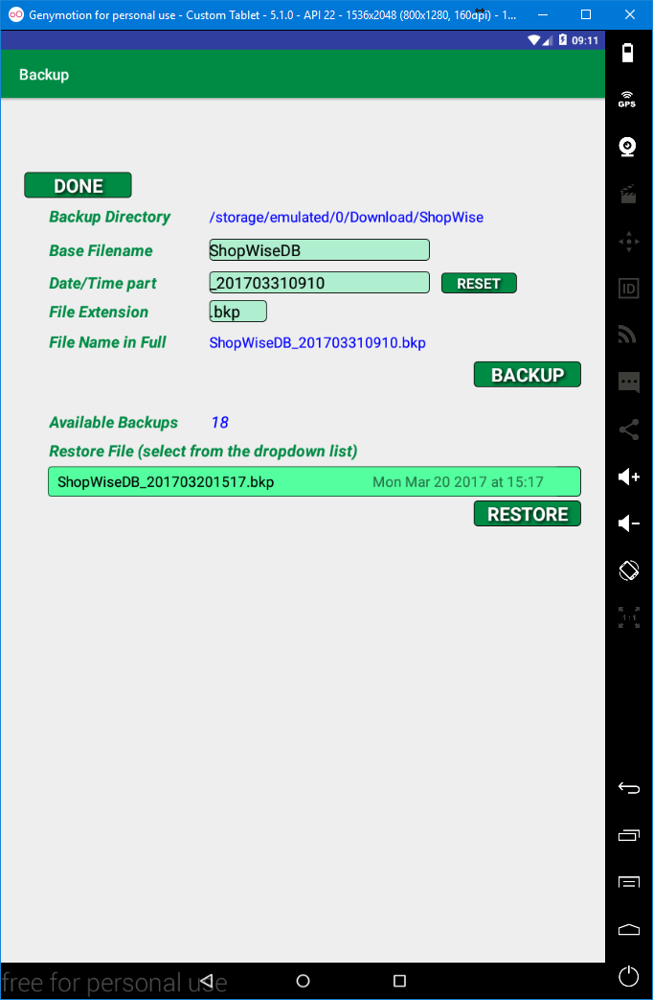 Genymotion for personal use - Custom Tablet - 5.1.0 - API 22 - 1536x2048 (800x1280, 160dpi) - 1...
09:11
Backup
GPS
DONE
Backup Directory /storage/emulated/0/Download/ShopWise
Base Filename ShopWiseDB
Date/Time part _201703310910 RESET
ID
File Extension .bkp
File Name in Full ShopWiseDB_201703310910.bkp
BACKUP
Available Backups 18
Restore File (select from the dropdown list)
ShopWiseDB_201703201517.bkp Mon Mar 20 2017 at 15:17
RESTORE
1:1
free for personal use